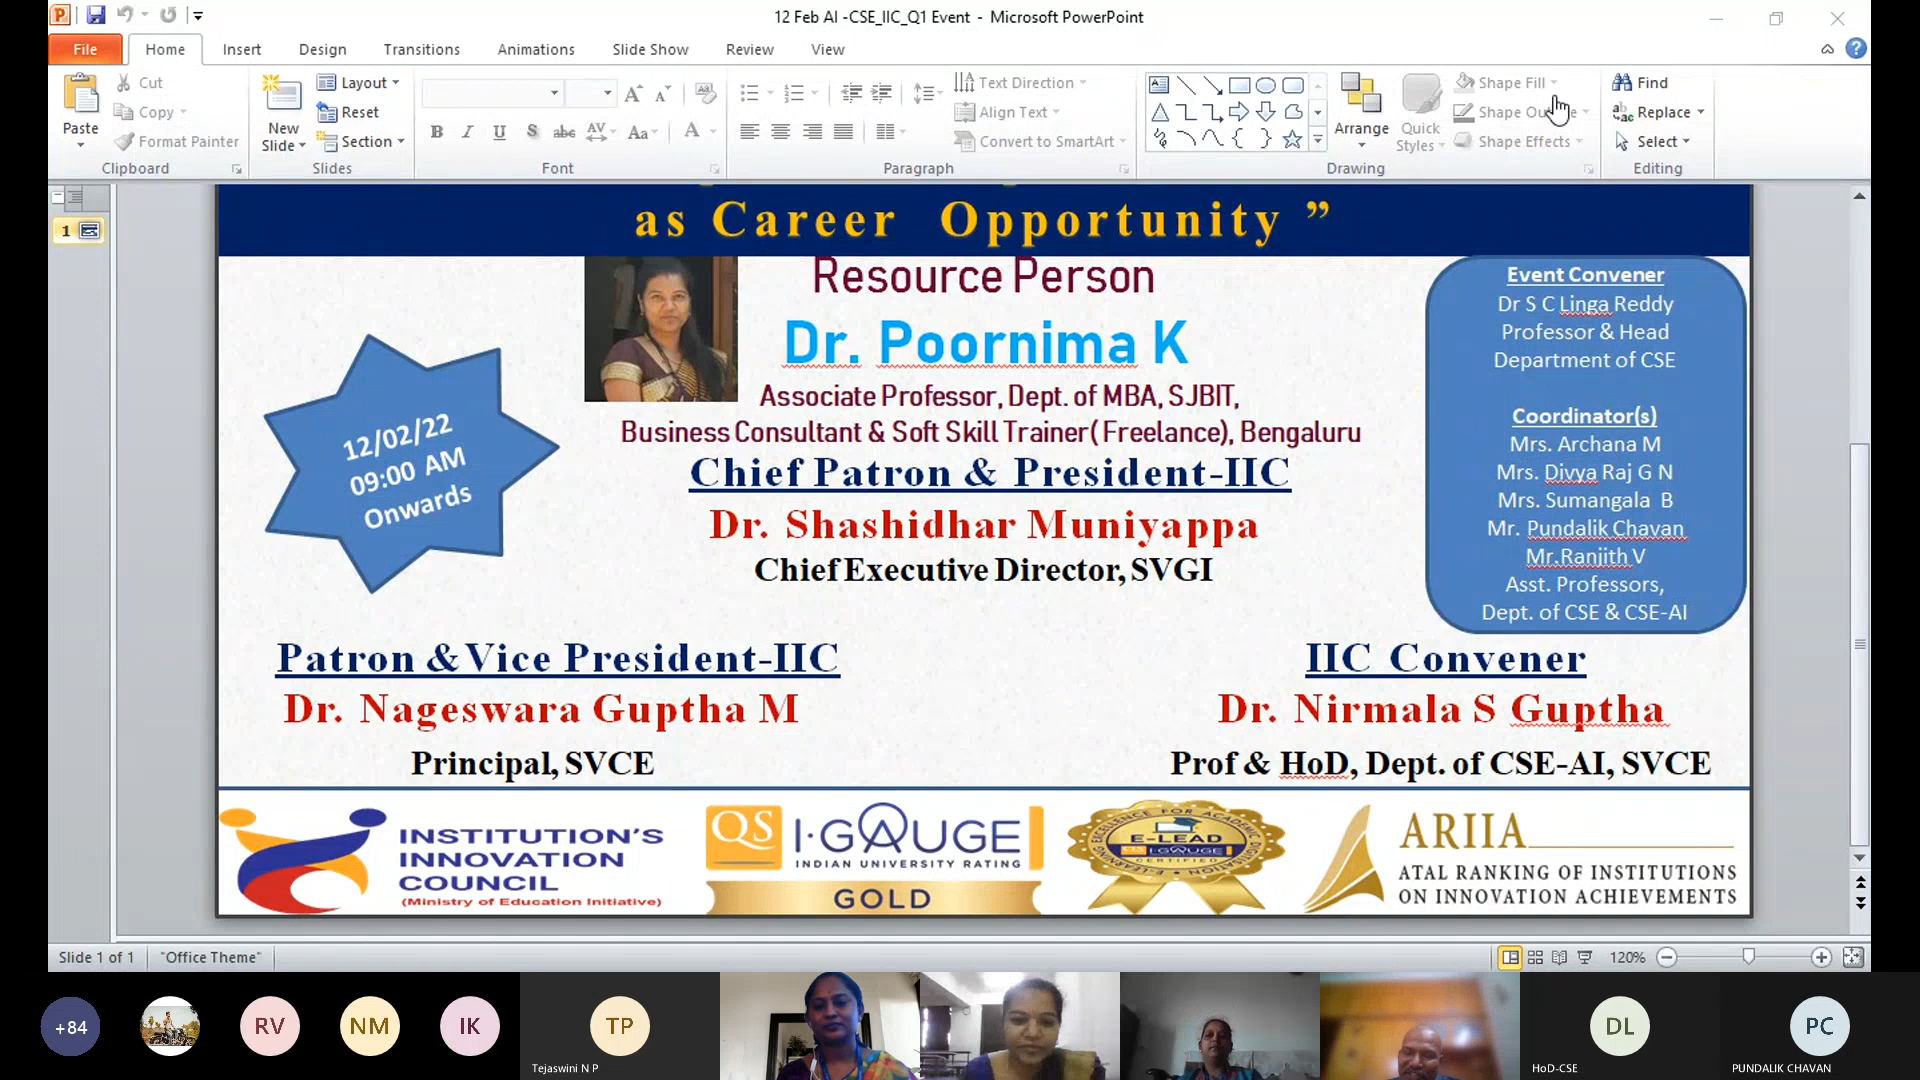 12 Feb AI -CSE_IIC_Q1 Event - Microsoft PowerPoint
File Home Insert Design Transitions Animations Slide Show Review View
Paste
Cut
Copy
Format Painter
Clipboard
New
Slide
Layout
Reset
Section
Slides
B I U S abc AV Aa A
Font
Text Direction
Align Text
Convert to SmartArt
Paragraph
Arrange
Quick
Styles
Shape Fill
Shape Effects
Drawing
Find
Replace
Select
Editing
1
as Career Opportunity ”
Resource Person
Dr. Poornima K
Associate Professor, Dept. of MBA, SJBIT,
Business Consultant & Soft Skill Trainer( Freelance), Bengaluru
12/02/22
09:00 AM
Onwards
Chief Patron & President-IIC
Dr. Shashidhar Muniyappa
Chief Executive Director, SVGI
Event Convener
Dr S C Linga Reddy
Professor & Head
Department of CSE
Coordinator(s)
Mrs. Archana M
Mrs. Divya Raj G N
Mrs. Sumangala B
Mr. Pundalik Chavan
Mr.Ranjith V
Asst. Professors,
Dept. of CSE & CSE-AI
Patron &Vice President-IIC
Dr. Nageswara Guptha M
Principal, SVCE
IIC Convener
Dr. Nirmala S Guptha
Prof & HoD, Dept. of CSE-AI, SVCE
INSTITUTION'S
INNOVATION
COUNCIL
(Ministry of Education Initiative)
QS I·GAUGE
INDIAN UNIVERSITY RATING
GOLD
E-LEAD
QS I·GAUGE
CERTIFIED
ARIIA
ATAL RANKING OF INSTITUTIONS
ON INNOVATION ACHIEVEMENTS
Slide 1 of 1 "Office Theme" 120%
+84 RV NM IK TP DL PC
Tejaswini N P
HoD-CSE
PUNDALIK CHAVAN